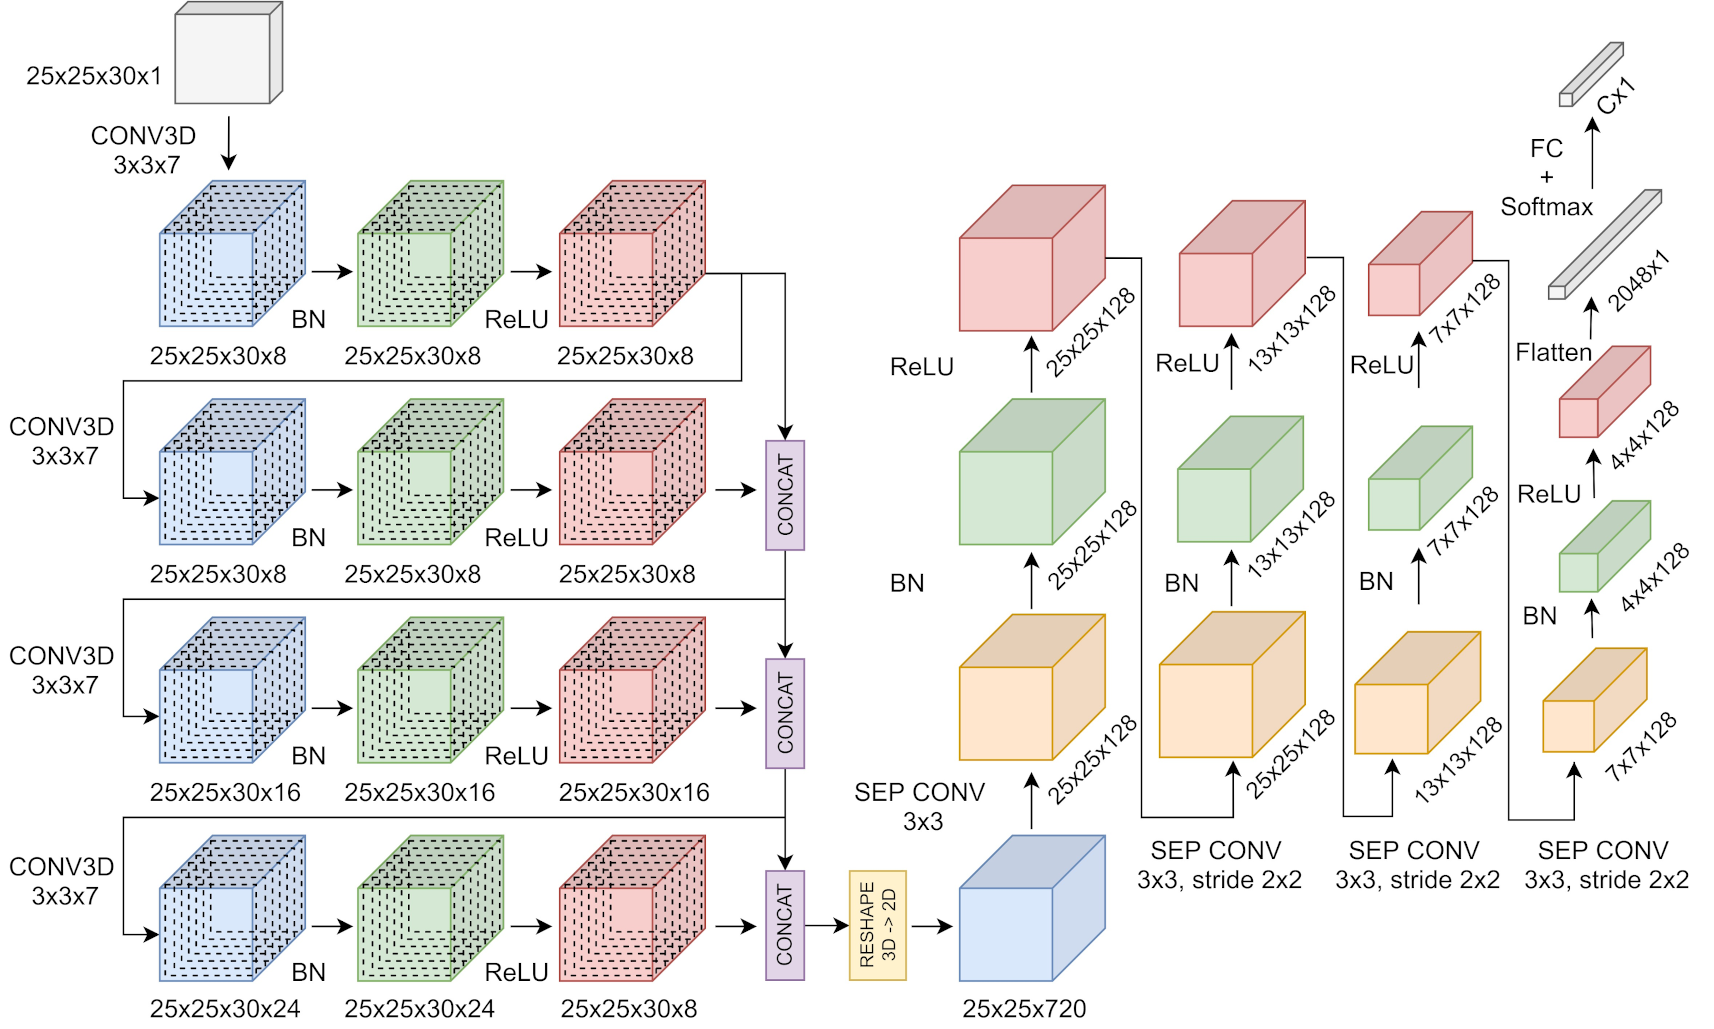 25x25x30x1
CONV3D
3x3x7
BN
ReLU
25x25x30x8
25x25x30x8
25x25x30x8
CONV3D
3x3x7
BN
ReLU
25x25x30x8
25x25x30x8
25x25x30x8
CONCAT
CONV3D
3x3x7
BN
ReLU
25x25x30x16
25x25x30x16
25x25x30x16
CONCAT
CONV3D
3x3x7
BN
ReLU
25x25x30x24
25x25x30x24
25x25x30x8
CONCAT
RESHAPE
3D -> 2D
25x25x720
SEP CONV
3x3
25x25x128
BN
25x25x128
ReLU
25x25x128
SEP CONV
3x3, stride 2x2
25x25x128
BN
13x13x128
ReLU
13x13x128
SEP CONV
3x3, stride 2x2
13x13x128
BN
7x7x128
ReLU
7x7x128
SEP CONV
3x3, stride 2x2
7x7x128
BN
4x4x128
ReLU
4x4x128
Flatten
2048x1
FC
+
Softmax
Cx1